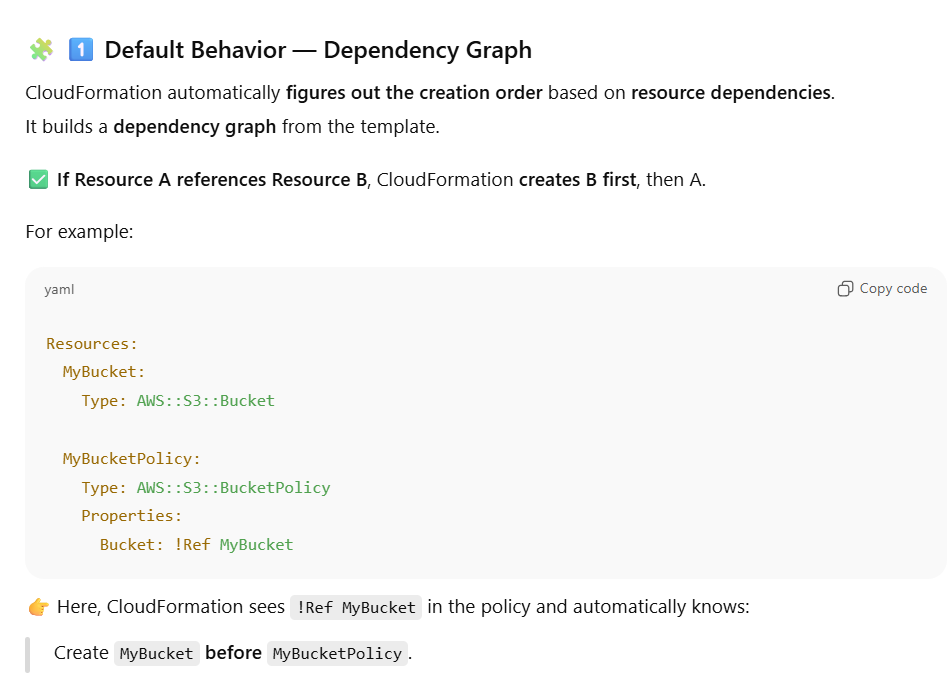 🧩 1️⃣ Default Behavior — Dependency Graph
CloudFormation automatically figures out the creation order based on resource dependencies.
It builds a dependency graph from the template.
✅ If Resource A references Resource B, CloudFormation creates B first, then A.
For example:
yaml
Copy code
Resources:
  MyBucket:
    Type: AWS::S3::Bucket
  MyBucketPolicy:
    Type: AWS::S3::BucketPolicy
    Properties:
      Bucket: !Ref MyBucket
👉 Here, CloudFormation sees !Ref MyBucket in the policy and automatically knows:
Create MyBucket before MyBucketPolicy.